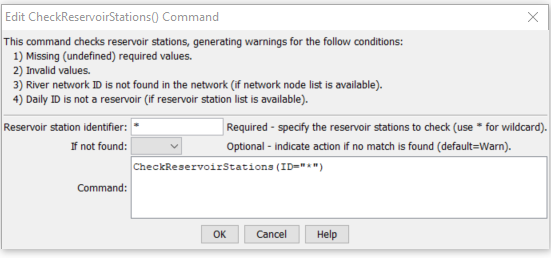 Edit CheckReservoirStations() Command
This command checks reservoir stations, generating warnings for the follow conditions:
1) Missing (undefined) required values.
2) Invalid values.
3) River network ID is not found in the network (if network node list is available).
4) Daily ID is not a reservoir (if reservoir station list is available).
Reservoir station identifier: * Required - specify the reservoir stations to check (use * for wildcard).
If not found: Optional - indicate action if no match is found (default=Warn).
CheckReservoirStations(ID="*")
Command:
OK Cancel Help